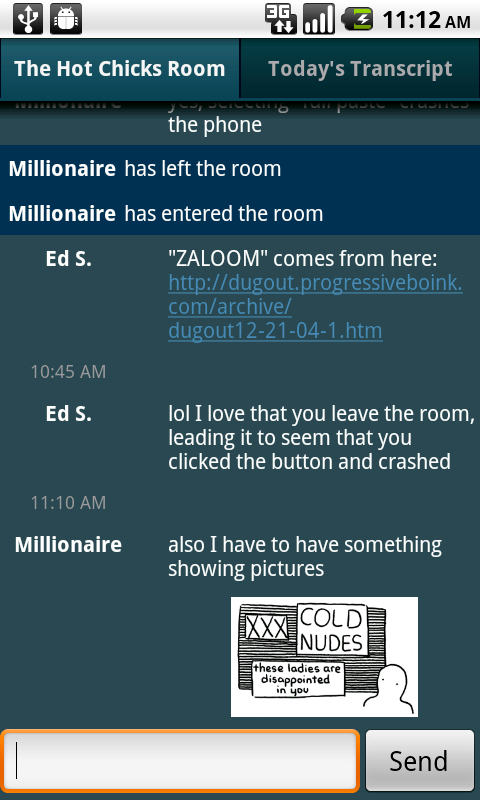 3G
11:12 AM
The Hot Chicks Room
Today's Transcript
Millionaire yes, selecting "full paste" crashes
the phone
Millionaire has left the room
Millionaire has entered the room
Ed S. "ZALOOM" comes from here:
http://dugout.progressiveboink.
com/archive/
dugout12-21-04-1.htm
10:45 AM
Ed S. lol I love that you leave the room,
leading it to seem that you
clicked the button and crashed
11:10 AM
Millionaire also I have to have something
showing pictures
XXX
COLD
NUDES
these ladies are
disappointed
in you
Send